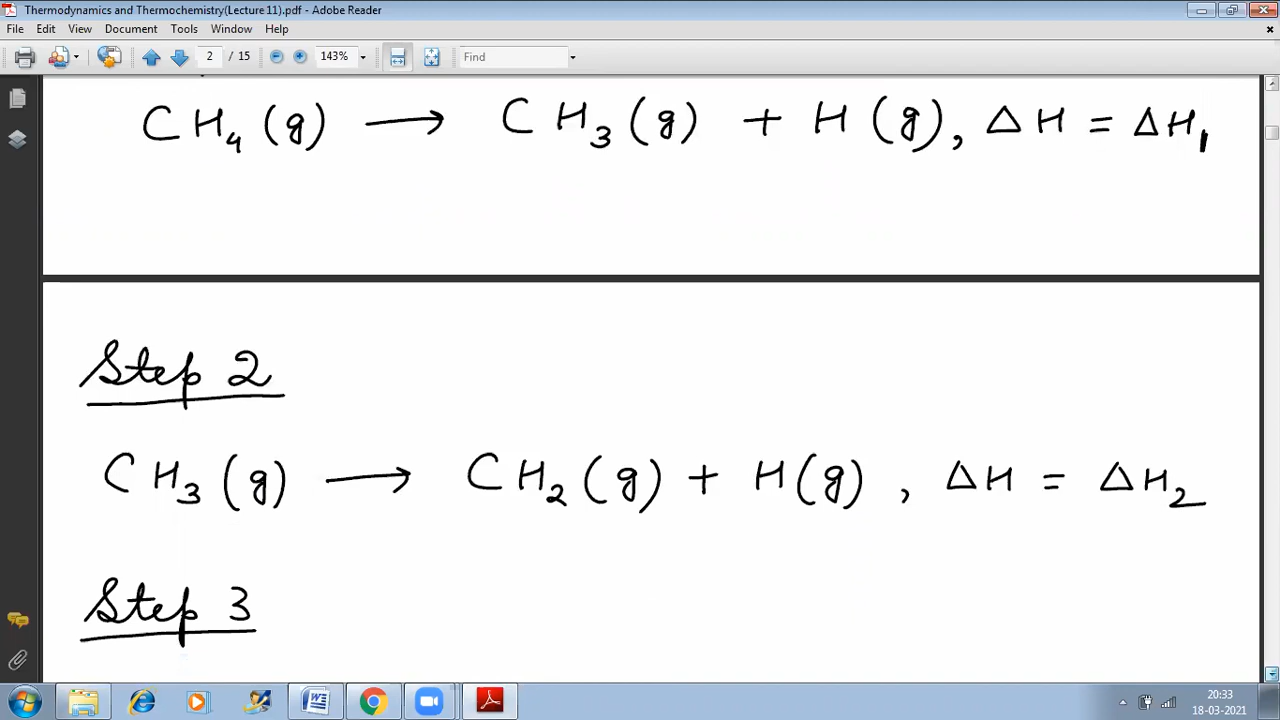 Thermodynamics and Thermochemistry(Lecture 11).pdf - Adobe Reader
File Edit View Document Tools Window Help
2 / 15 143% Find
CH₄(g) → CH₃(g) + H(g), ΔH = ΔH₁
Step 2
CH₃(g) → CH₂(g) + H(g), ΔH = ΔH₂
Step 3
20:33
18-03-2021